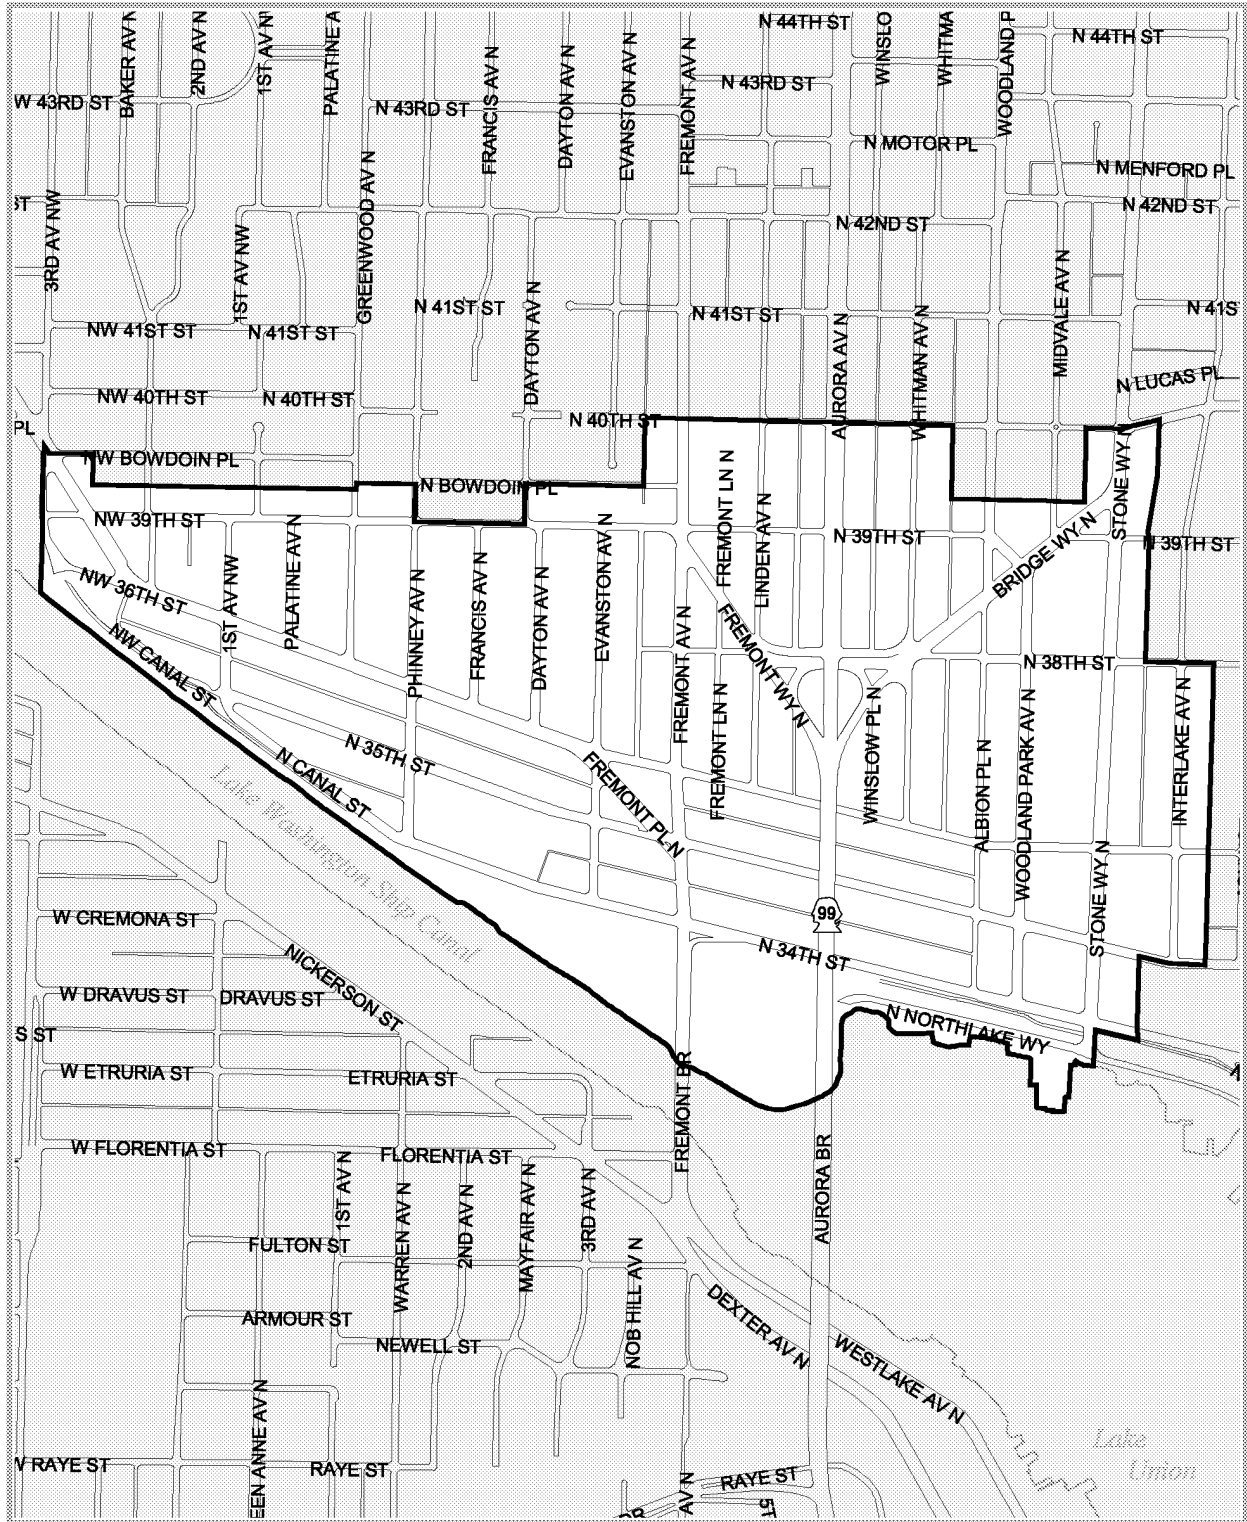 N 44TH ST
N 44TH ST
BAKER AV N
2ND AV N
1ST AV N
PALATINE A
WINSLO
WHITMA
WOODLAND P
W 43RD ST
N 43RD ST
FRANCIS AV N
DAYTON AV N
EVANSTON AV N
FREMONT AV N
N 43RD ST
N MOTOR PL
N MENFORD PL
ST
3RD AV NW
1ST AV NW
GREENWOOD AV N
N 42ND ST
N 42ND ST
NW 41ST ST
N 41ST ST
N 41ST ST
DAYTON AV N
N 41ST ST
AURORA AV N
WHITMAN AV N
MIDVALE AV N
N 41S
N LUCAS PL
NW 40TH ST
N 40TH ST
N 40TH ST
PL
NW BOWDOIN PL
N BOWDOIN PL
FREMONT LN N
LINDEN AV N
STONE WY N
NW 39TH ST
PALATINE AV N
EVANSTON AV N
N 39TH ST
BRIDGE WY N
N 39TH ST
NW 36TH ST
1ST AV NW
PHINNEY AV N
FRANCIS AV N
DAYTON AV N
FREMONT AV N
FREMONT WY N
NW CANAL ST
N 38TH ST
FREMONT LN N
WINSLOW PL N
ALBION PL N
WOODLAND PARK AV N
INTERLAKE AV N
N 35TH ST
N CANAL ST
FREMONT PL N
STONE WY N
Lake Washington Ship Canal
W CREMONA ST
99
N 34TH ST
NICKERSON ST
W DRAVUS ST
DRAVUS ST
N NORTHLAKE WY
S ST
W ETRURIA ST
ETRURIA ST
FREMONT BR
W FLORENTIA ST
FLORENTIA ST
AURORA BR
1ST AV N
WARREN AV N
2ND AV N
MAYFAIR AV N
3RD AV N
FULTON ST
NOB HILL AV N
ARMOUR ST
NEWELL ST
DEXTER AV N
WESTLAKE AV N
EEN ANNE AV N
Lake
Union
W RAYE ST
RAYE ST
RAYE ST
AV N
DR
5T